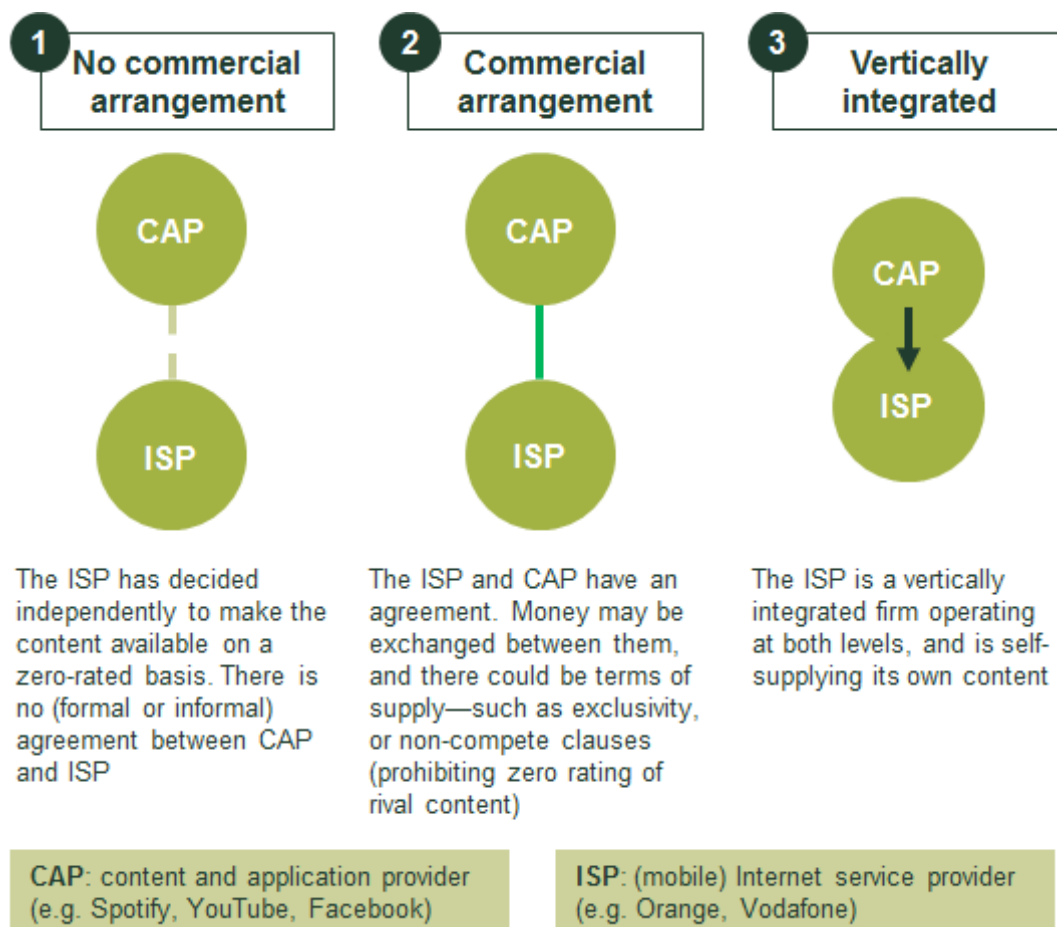 1
No commercial
arrangement
2
Commercial
arrangement
3
Vertically
integrated
CAP
ISP
CAP
ISP
CAP
ISP
The ISP has decided
independently to make the
content available on a
zero-rated basis. There is
no (formal or informal)
agreement between CAP
and ISP
The ISP and CAP have an
agreement. Money may be
exchanged between them,
and there could be terms of
supply—such as exclusivity,
or non-compete clauses
(prohibiting zero rating of
rival content)
The ISP is a vertically
integrated firm operating
at both levels, and is self-
supplying its own content
CAP: content and application provider
(e.g. Spotify, YouTube, Facebook)
ISP: (mobile) Internet service provider
(e.g. Orange, Vodafone)